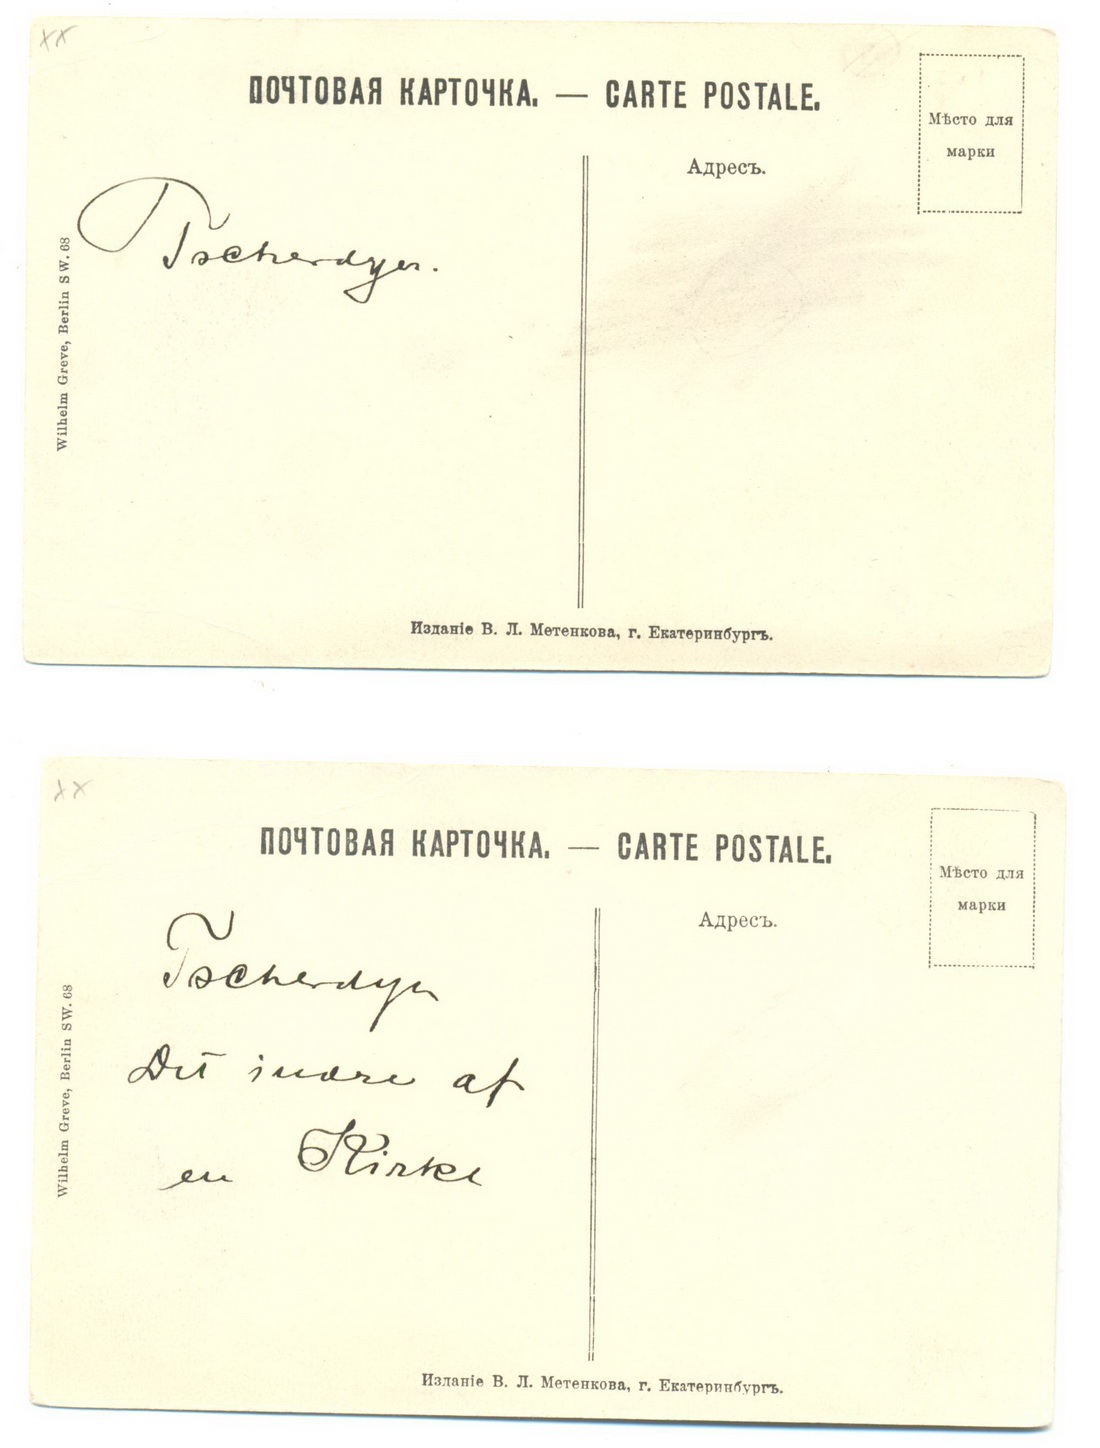 XX
ПОЧТОВАЯ КАРТОЧКА. — CARTE POSTALE.
Мѣсто для
марки
Адресъ.
Tscherdyn.
Wilhelm Greve, Berlin SW. 68
Изданіе В. Л. Метенкова, г. Екатеринбургъ.
XX
ПОЧТОВАЯ КАРТОЧКА. — CARTE POSTALE.
Мѣсто для
марки
Адресъ.
Tscherdyn
Det indre af
en Kirke
Wilhelm Greve, Berlin SW. 68
Изданіе В. Л. Метенкова, г. Екатеринбургъ.